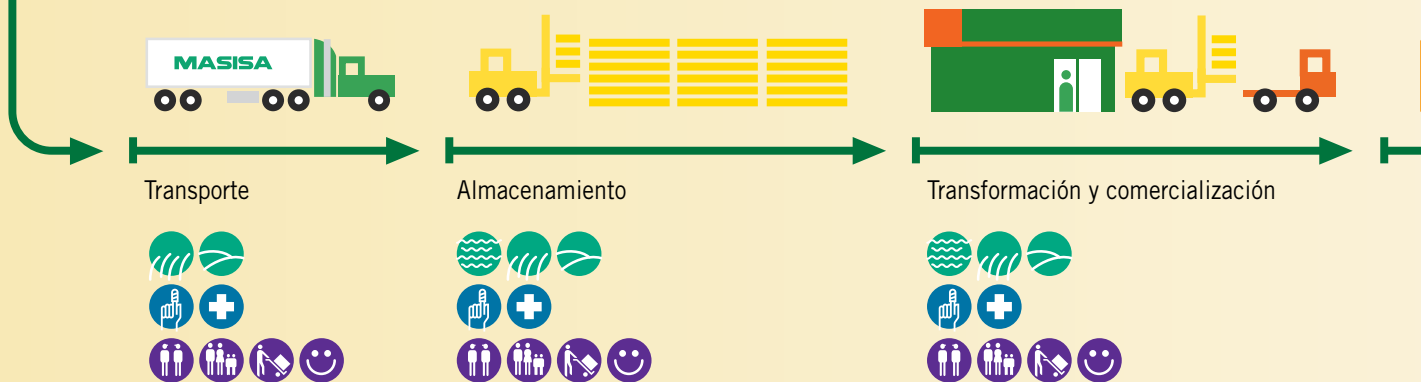 MASISA
Transporte
Almacenamiento
Transformación y comercialización